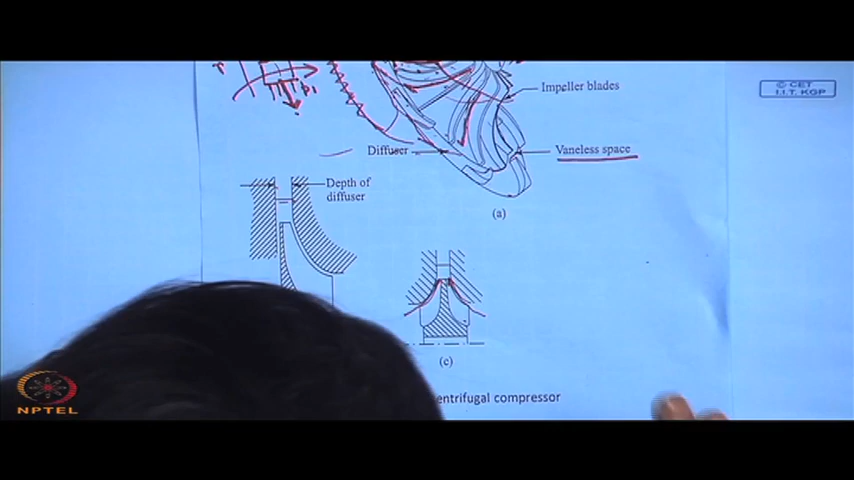 © CET
I.I.T. KGP
Impeller blades
Diffuser
Vaneless space
Depth of
diffuser
(a)
(c)
entrifugal compressor
NPTEL